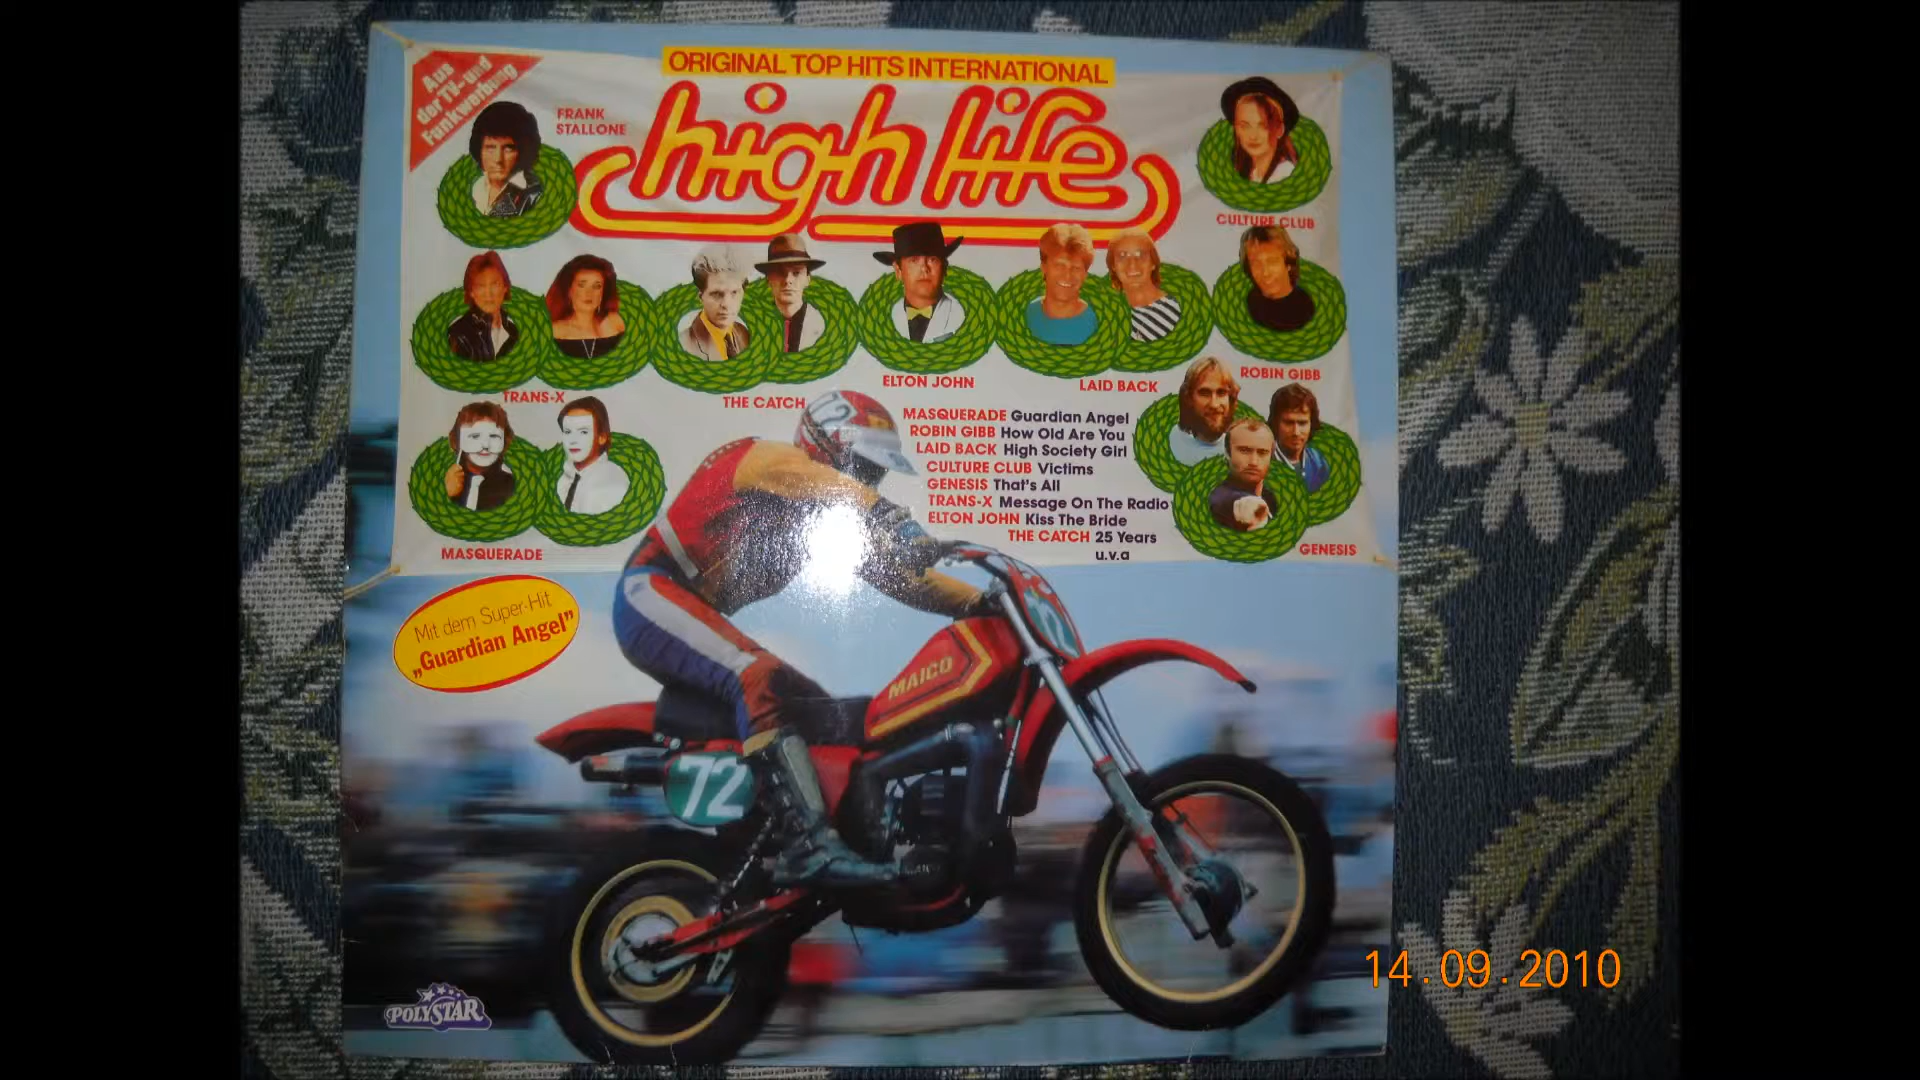 ORIGINAL TOP HITS INTERNATIONAL
Aus
der TV- und
Funkwerbung
high life
FRANK
STALLONE
CULTURE CLUB
TRANS-X
THE CATCH
ELTON JOHN
LAID BACK
ROBIN GIBB
MASQUERADE Guardian Angel
ROBIN GIBB How Old Are You
LAID BACK High Society Girl
CULTURE CLUB Victims
GENESIS That's All
TRANS-X Message On The Radio
ELTON JOHN Kiss The Bride
THE CATCH 25 Years
u.v.a
MASQUERADE
GENESIS
Mit dem Super-Hit
„Guardian Angel”
72
MAICO
72
POLYSTAR
14.09.2010